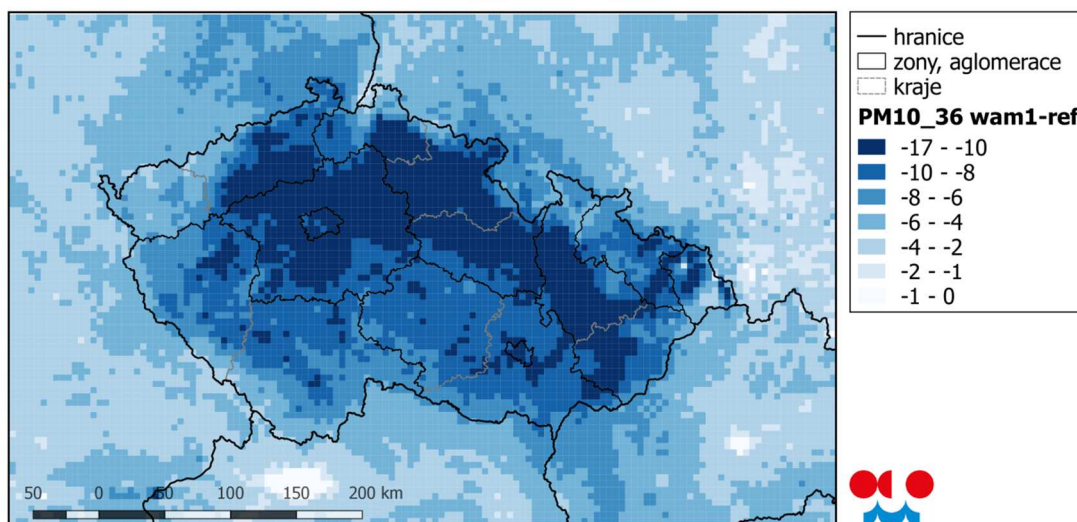 hranice
zony, aglomerace
kraje
PM10_36 wam1-ref
-17 - -10
-10 - -8
-8 - -6
-6 - -4
-4 - -2
-2 - -1
-1 - 0
50 0 50 100 150 200 km